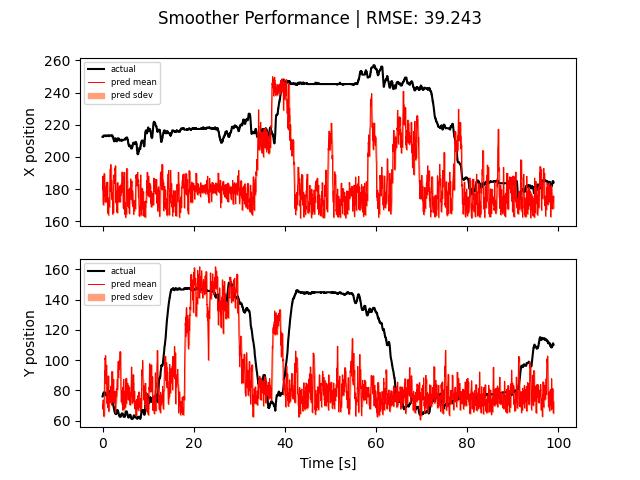 Smoother Performance | RMSE: 39.243
260
240
220
200
180
160
X position
actual
pred mean
pred sdev
160
140
120
100
80
60
Y position
actual
pred mean
pred sdev
0 20 40 60 80 100
Time [s]